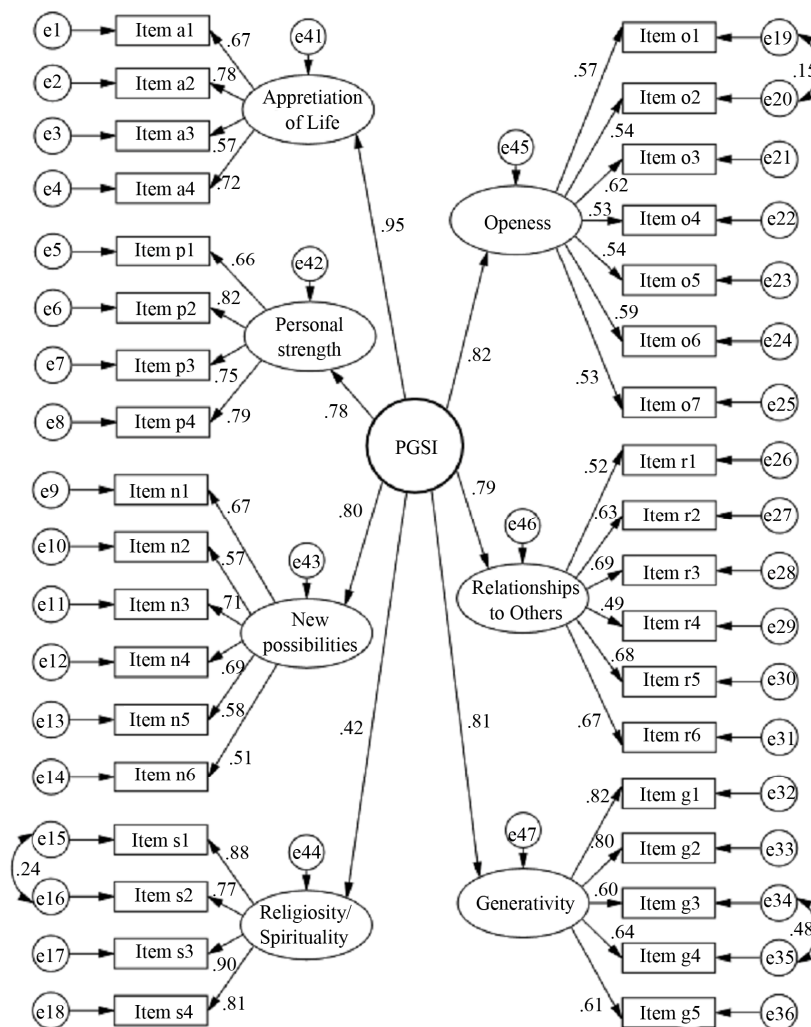 e1
Item a1
.67
e2
Item a2
.78
e3
Item a3
.57
e4
Item a4
.72
e41
Appretiation
of Life
.95
e5
Item p1
.66
e6
Item p2
.82
e7
Item p3
.75
e8
Item p4
.79
e42
Personal
strength
.78
PGSI
e9
Item n1
.67
e10
Item n2
.57
e11
Item n3
.71
e12
Item n4
.69
e13
Item n5
.58
e14
Item n6
.51
e43
New
possibilities
.80
e15
Item s1
.88
.24
e16
Item s2
.77
e17
Item s3
.90
e18
Item s4
.81
e44
Religiosity/
Spirituality
.42
e45
Openess
.82
.57
Item o1
e19
.15
.54
Item o2
e20
.62
Item o3
e21
.53
Item o4
e22
.54
Item o5
e23
.59
Item o6
e24
.53
Item o7
e25
e46
Relationships
to Others
.79
.52
Item r1
e26
.63
Item r2
e27
.69
Item r3
e28
.49
Item r4
e29
.68
Item r5
e30
.67
Item r6
e31
e47
Generativity
.81
.82
Item g1
e32
.80
Item g2
e33
.60
Item g3
e34
.48
.64
Item g4
e35
.61
Item g5
e36